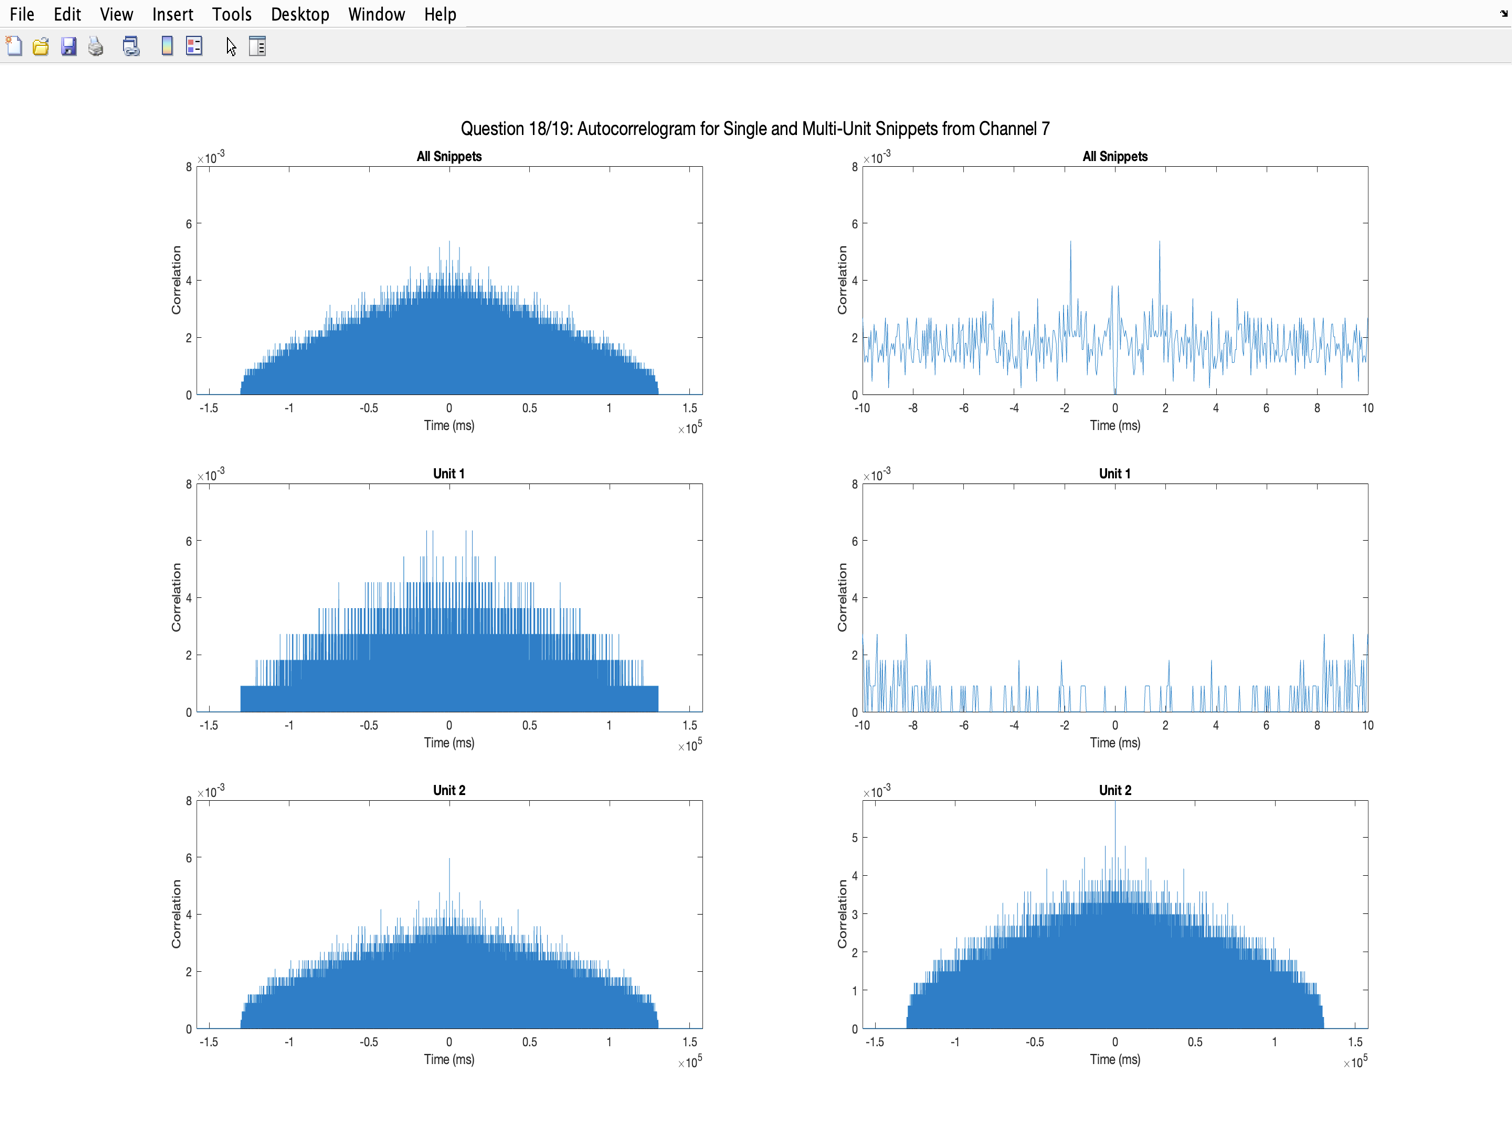 File Edit View Insert Tools Desktop Window Help
Question 18/19: Autocorrelogram for Single and Multi-Unit Snippets from Channel 7
All Snippets
×10-3
8
6
4
2
0
Correlation
-1.5 -1 -0.5 0 0.5 1 1.5
Time (ms)
×105
All Snippets
×10-3
8
6
4
2
0
Correlation
-10 -8 -6 -4 -2 0 2 4 6 8 10
Time (ms)
Unit 1
×10-3
8
6
4
2
0
Correlation
-1.5 -1 -0.5 0 0.5 1 1.5
Time (ms)
×105
Unit 1
×10-3
8
6
4
2
0
Correlation
-10 -8 -6 -4 -2 0 2 4 6 8 10
Time (ms)
Unit 2
×10-3
8
6
4
2
0
Correlation
-1.5 -1 -0.5 0 0.5 1 1.5
Time (ms)
×105
Unit 2
×10-3
5
4
3
2
1
0
Correlation
-1.5 -1 -0.5 0 0.5 1 1.5
Time (ms)
×105